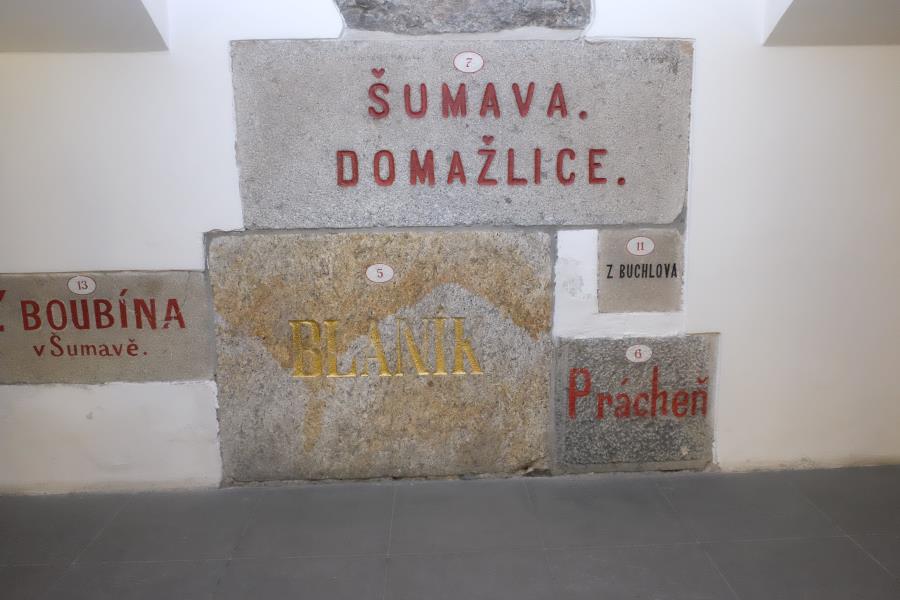 7
ŠUMAVA.
DOMAŽLICE.
13
Z BOUBÍNA
v Šumavě.
5
BLANÍK
11
Z BUCHLOVA
6
Prácheň